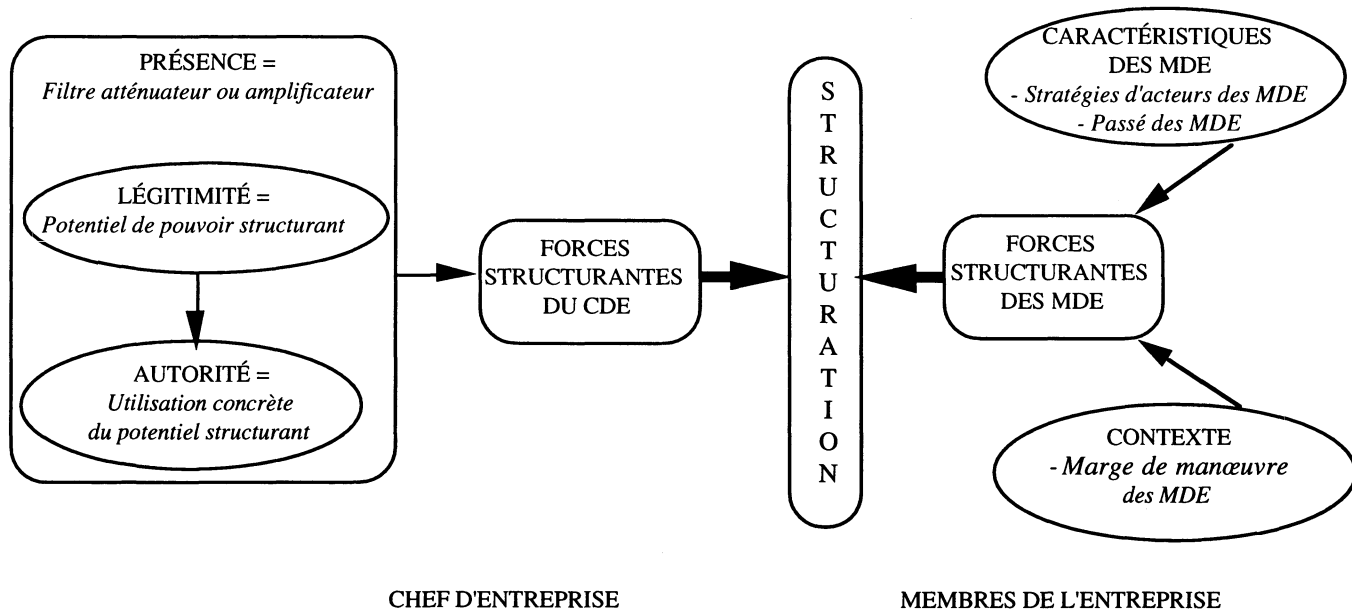 PRÉSENCE =
Filtre atténuateur ou amplificateur
LÉGITIMITÉ =
Potentiel de pouvoir structurant
AUTORITÉ =
Utilisation concrète
du potentiel structurant
FORCES
STRUCTURANTES
DU CDE
STRUCTURATION
CARACTÉRISTIQUES
DES MDE
- Stratégies d'acteurs des MDE
- Passé des MDE
FORCES
STRUCTURANTES
DES MDE
CONTEXTE
- Marge de manœuvre
des MDE
CHEF D'ENTREPRISE
MEMBRES DE L'ENTREPRISE